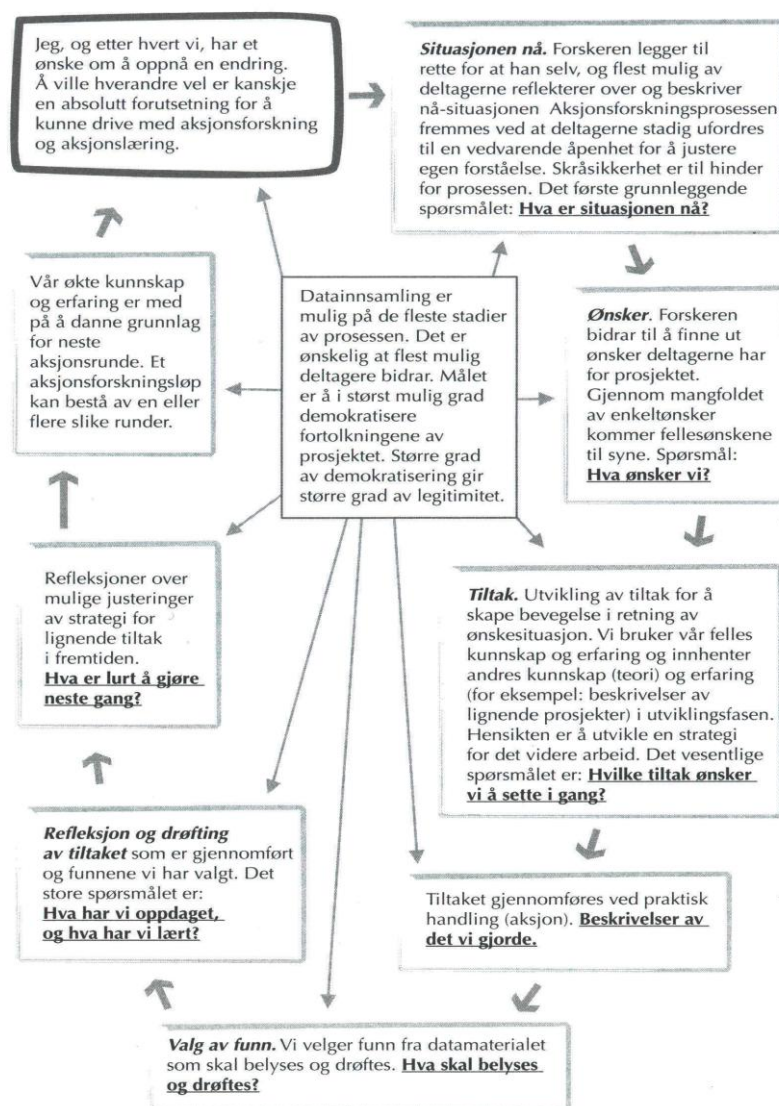 Jeg, og etter hvert vi, har et
ønske om å oppnå en endring.
Å ville hverandre vel er kanskje
en absolutt forutsetning for å
kunne drive med aksjonsforskning
og aksjonslæring.
Situasjonen nå. Forskeren legger til
rette for at han selv, og flest mulig av
deltagerne reflekterer over og beskriver
nå-situasjonen Aksjonsforskningsprosessen
fremmes ved at deltagerne stadig ufordres
til en vedvarende åpenhet for å justere
egen forståelse. Skråsikkerhet er til hinder
for prosessen. Det første grunnleggende
spørsmålet: Hva er situasjonen nå?
Ønsker. Forskeren
bidrar til å finne ut
ønsker deltagerne har
for prosjektet.
Gjennom mangfoldet
av enkeltønsker
kommer fellesønskene
til syne. Spørsmål:
Hva ønsker vi?
Tiltak. Utvikling av tiltak for å
skape bevegelse i retning av
ønskesituasjon. Vi bruker vår felles
kunnskap og erfaring og innhenter
andres kunnskap (teori) og erfaring
(for eksempel: beskrivelser av
lignende prosjekter) i utviklingsfasen.
Hensikten er å utvikle en strategi
for det videre arbeid. Det vesentlige
spørsmålet er: Hvilke tiltak ønsker
vi å sette i gang?
Tiltaket gjennomføres ved praktisk
handling (aksjon). Beskrivelser av
det vi gjorde.
Valg av funn. Vi velger funn fra datamaterialet
som skal belyses og drøftes. Hva skal belyses
og drøftes?
Refleksjon og drøfting
av tiltaket som er gjennomført
og funnene vi har valgt. Det
store spørsmålet er:
Hva har vi oppdaget,
og hva har vi lært?
Refleksjoner over
mulige justeringer
av strategi for
lignende tiltak
i fremtiden.
Hva er lurt å gjøre
neste gang?
Vår økte kunnskap
og erfaring er med
på å danne grunnlag
for neste
aksjonsrunde. Et
aksjonsforskningsløp
kan bestå av en eller
flere slike runder.
Datainnsamling er
mulig på de fleste stadier
av prosessen. Det er
ønskelig at flest mulig
deltagere bidrar. Målet
er å i størst mulig grad
demokratisere
fortolkningene av
prosjektet. Større grad
av demokratisering gir
større grad av legitimitet.